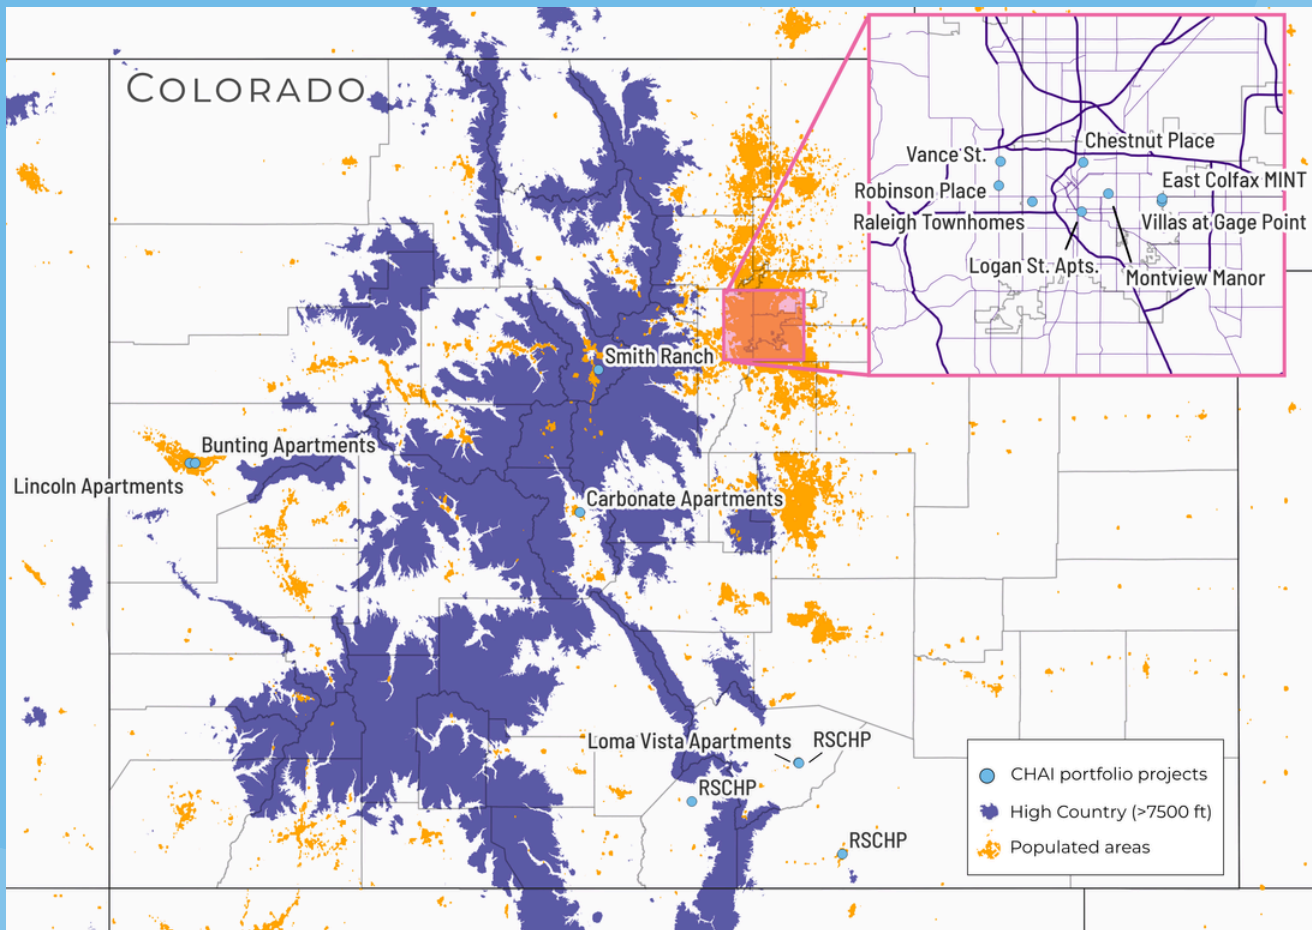 COLORADO
Vance St.
Chestnut Place
Robinson Place
East Colfax MINT
Raleigh Townhomes
Villas at Gage Point
Logan St. Apts.
Montview Manor
Smith Ranch
Bunting Apartments
Lincoln Apartments
Carbonate Apartments
Loma Vista Apartments
RSCHP
RSCHP
RSCHP
CHAI portfolio projects
High Country (>7500 ft)
Populated areas